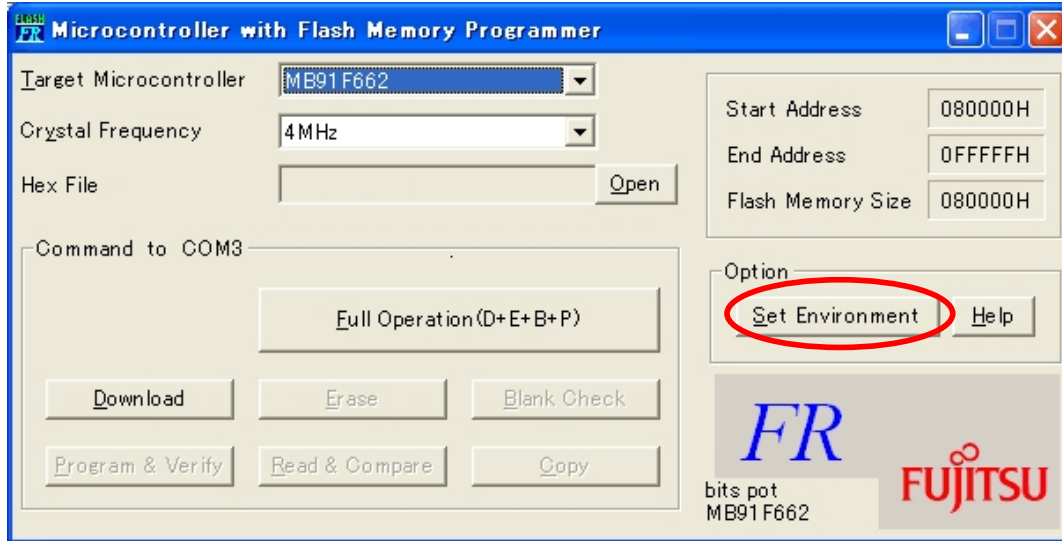 FLASH
FR Microcontroller with Flash Memory Programmer
Target Microcontroller MB91F662
Crystal Frequency 4MHz
Hex File Open
Command to COM3
Full Operation(D+E+B+P)
Download Erase Blank Check
Program & Verify Read & Compare Copy
Start Address 080000H
End Address 0FFFFFH
Flash Memory Size 080000H
Option
Set Environment Help
FR
FUJITSU
bits pot
MB91F662